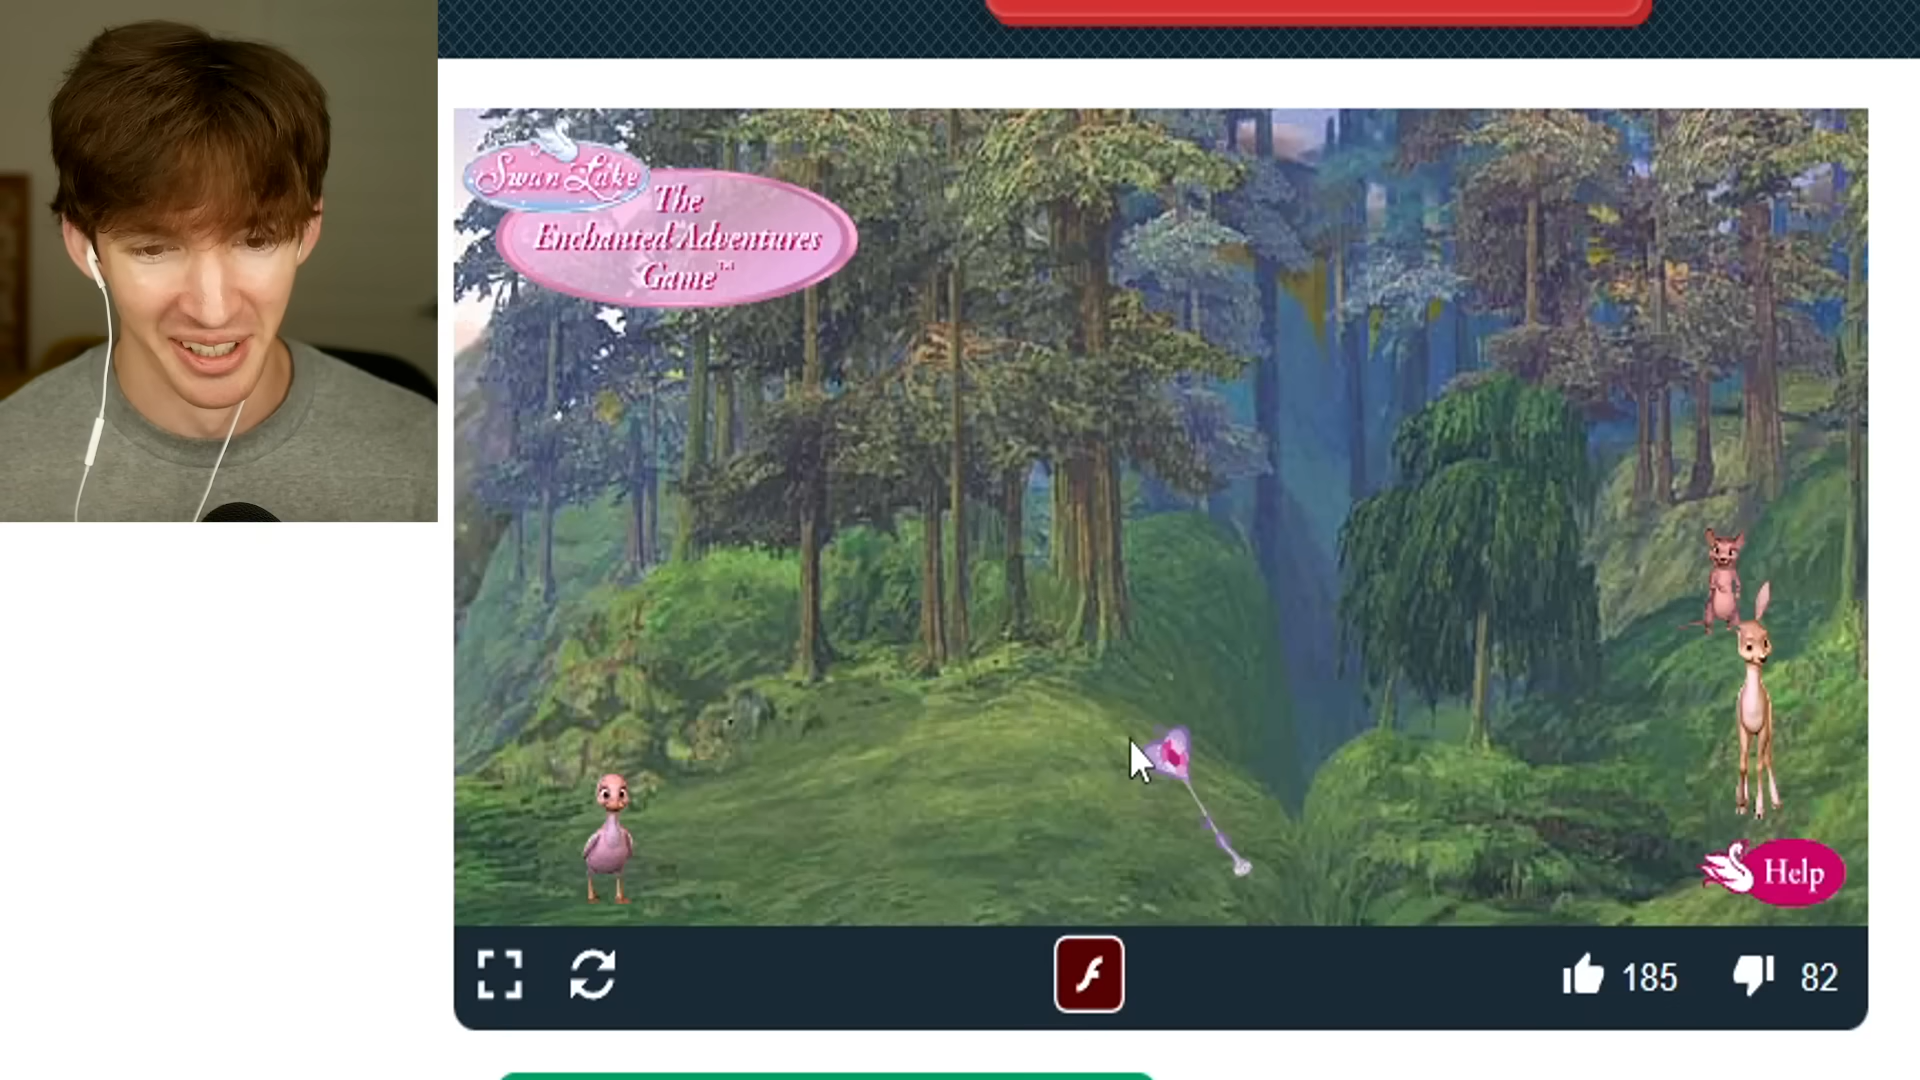 Swan Lake
The
Enchanted Adventures
Game™
Help
185
82